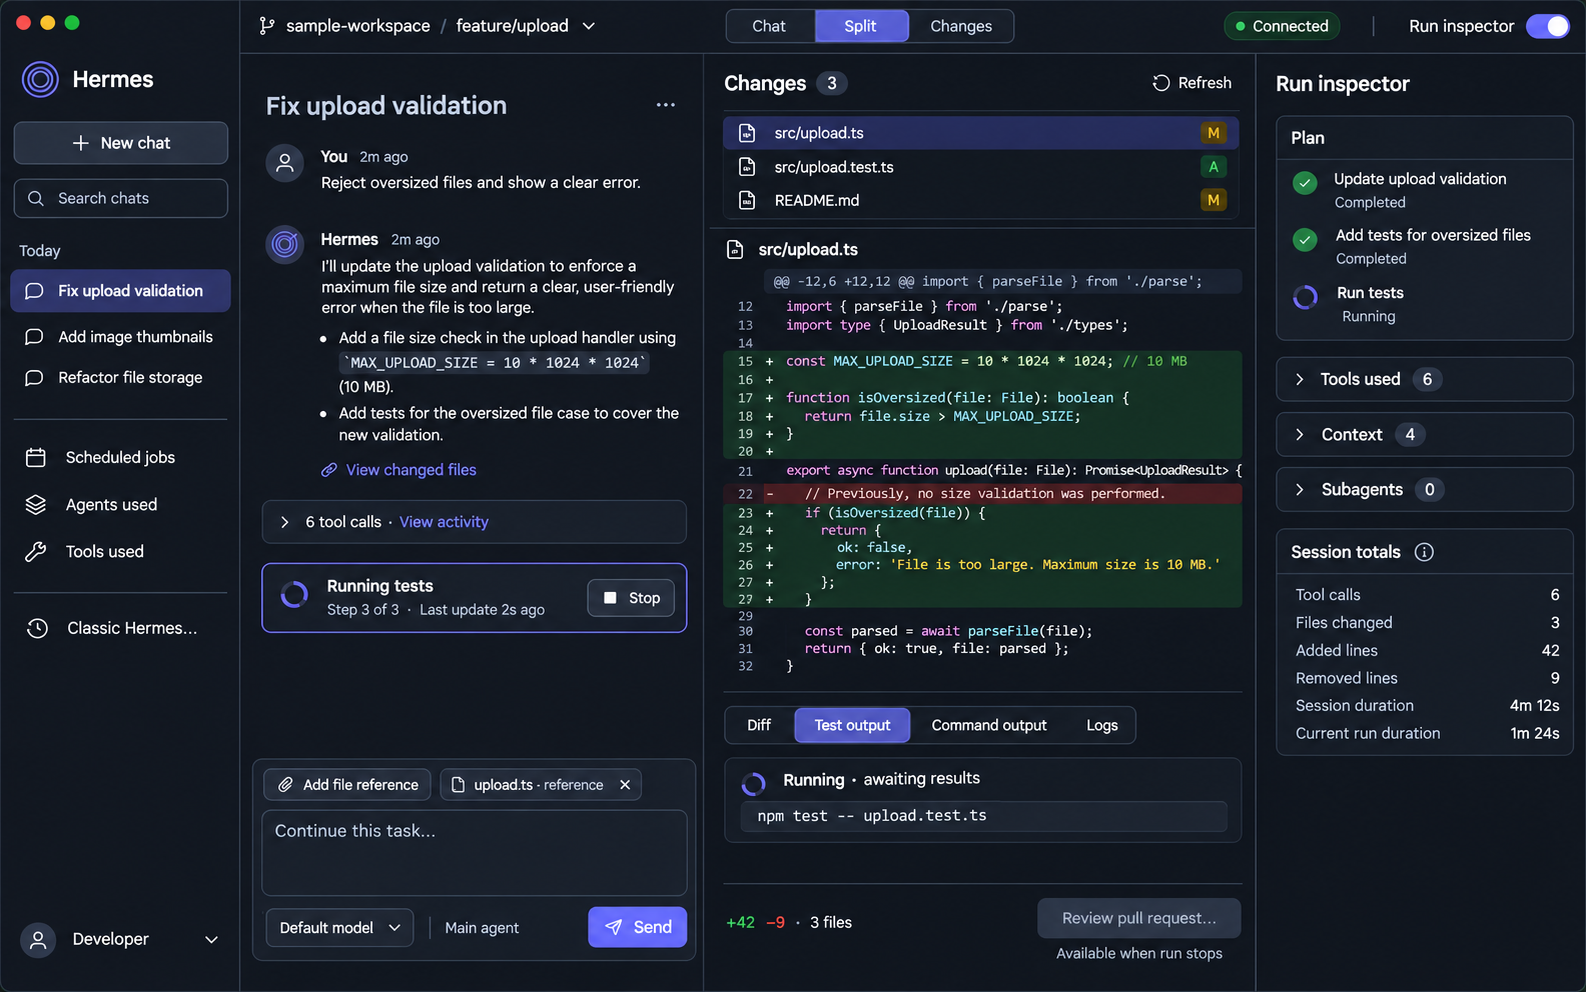 sample-workspace / feature/upload
Chat
Split
Changes
Connected
Run inspector
Hermes
New chat
Search chats
Today
Fix upload validation
Add image thumbnails
Refactor file storage
Scheduled jobs
Agents used
Tools used
Classic Hermes...
Developer
Fix upload validation
You 2m ago
Reject oversized files and show a clear error.
Hermes 2m ago
I'll update the upload validation to enforce a
maximum file size and return a clear, user-friendly
error when the file is too large.
• Add a file size check in the upload handler using
`MAX_UPLOAD_SIZE = 10 * 1024 * 1024`
(10 MB).
• Add tests for the oversized file case to cover the
new validation.
View changed files
6 tool calls · View activity
Running tests
Step 3 of 3 · Last update 2s ago
Stop
Add file reference
upload.ts - reference
Continue this task...
Default model
Main agent
Send
Changes 3
Refresh
src/upload.ts M
src/upload.test.ts A
README.md M
src/upload.ts
@@ -12,6 +12,12 @@ import { parseFile } from './parse';
12 import { parseFile } from './parse';
13 import type { UploadResult } from './types';
14
15 + const MAX_UPLOAD_SIZE = 10 * 1024 * 1024; // 10 MB
16 +
17 + function isOversized(file: File): boolean {
18 + return file.size > MAX_UPLOAD_SIZE;
19 + }
20 +
21 export async function upload(file: File): Promise<UploadResult> {
22 - // Previously, no size validation was performed.
23 + if (isOversized(file)) {
24 + return {
25 + ok: false,
26 + error: 'File is too large. Maximum size is 10 MB.'
27 + };
27 + }
29
30 const parsed = await parseFile(file);
31 return { ok: true, file: parsed };
32 }
Diff
Test output
Command output
Logs
Running · awaiting results
npm test -- upload.test.ts
+42 −9 · 3 files
Review pull request...
Available when run stops
Run inspector
Plan
Update upload validation
Completed
Add tests for oversized files
Completed
Run tests
Running
Tools used 6
Context 4
Subagents 0
Session totals
Tool calls 6
Files changed 3
Added lines 42
Removed lines 9
Session duration 4m 12s
Current run duration 1m 24s